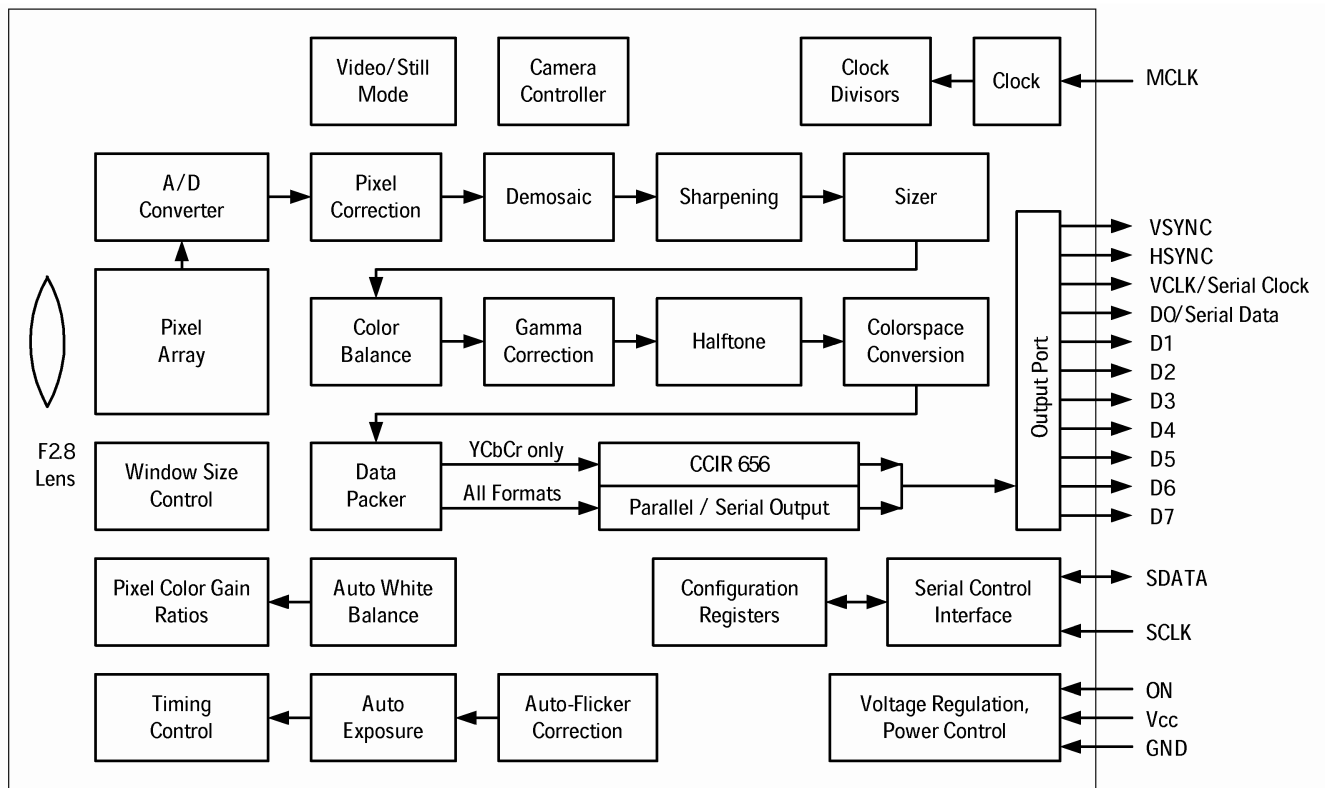 Video/Still
Mode
Camera
Controller
Clock
Divisors
Clock
MCLK
A/D
Converter
Pixel
Correction
Demosaic
Sharpening
Sizer
Pixel
Array
Color
Balance
Gamma
Correction
Halftone
Colorspace
Conversion
Output Port
VSYNC
HSYNC
VCLK/Serial Clock
DO/Serial Data
D1
D2
D3
D4
D5
D6
D7
F2.8
Lens
Window Size
Control
Data
Packer
YCbCr only
All Formats
CCIR 656
Parallel / Serial Output
Pixel Color Gain
Ratios
Auto White
Balance
Configuration
Registers
Serial Control
Interface
SDATA
SCLK
Timing
Control
Auto
Exposure
Auto-Flicker
Correction
Voltage Regulation,
Power Control
ON
Vcc
GND